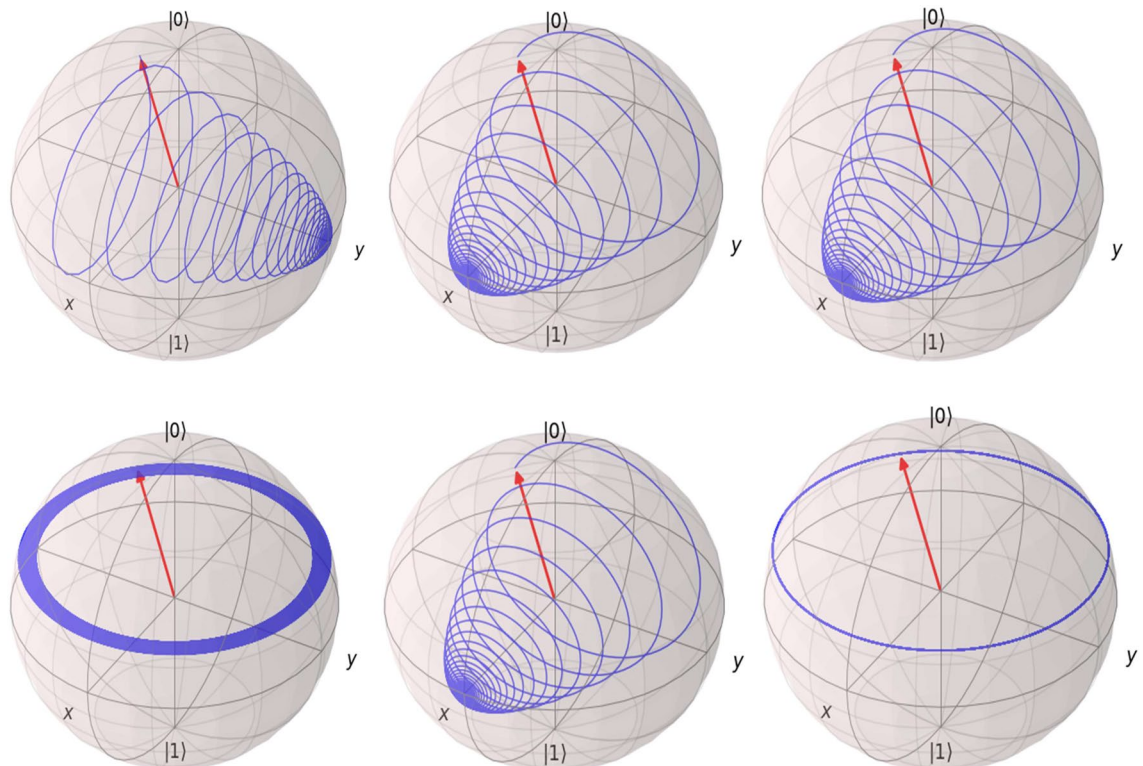 |0⟩ |0⟩ |0⟩
y y y
x x x
|1⟩ |1⟩ |1⟩
|0⟩ |0⟩ |0⟩
y y y
x x x
|1⟩ |1⟩ |1⟩